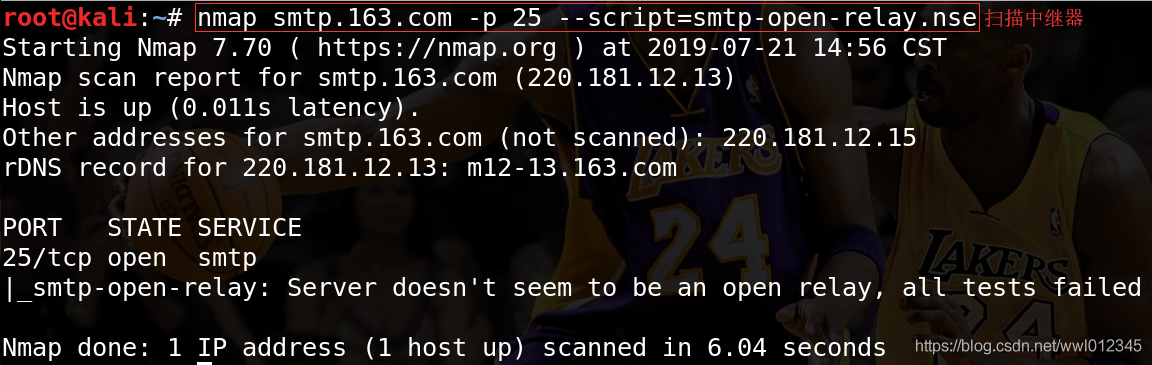 root@kali:~# nmap smtp.163.com -p 25 --script=smtp-open-relay.nse 扫描中继器
Starting Nmap 7.70 ( https://nmap.org ) at 2019-07-21 14:56 CST
Nmap scan report for smtp.163.com (220.181.12.13)
Host is up (0.011s latency).
Other addresses for smtp.163.com (not scanned): 220.181.12.15
rDNS record for 220.181.12.13: m12-13.163.com
LAKERS
24
PORT   STATE SERVICE
25/tcp open  smtp
LAKERS
24
|_smtp-open-relay: Server doesn't seem to be an open relay, all tests failed
Nmap done: 1 IP address (1 host up) scanned in 6.04 seconds
https://blog.csdn.net/wwl012345